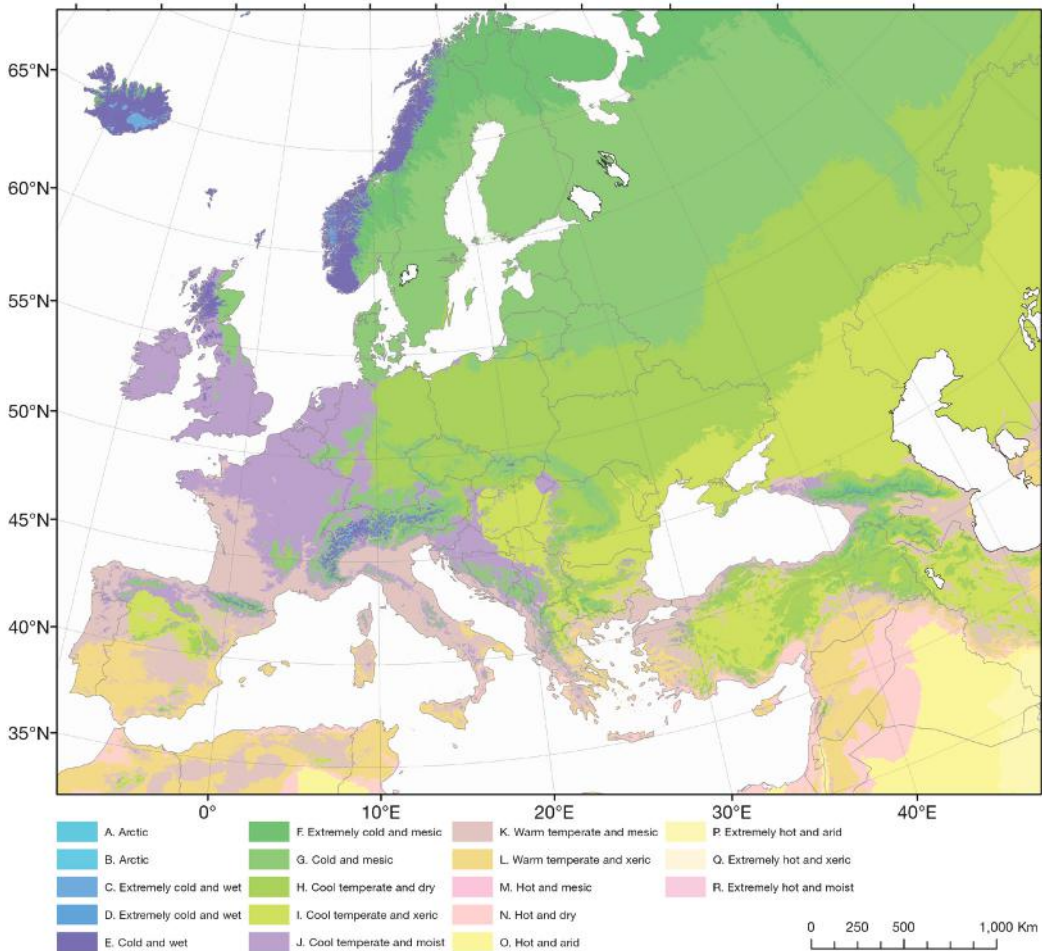 65°N
60°N
55°N
50°N
45°N
40°N
35°N
0°
10°E
20°E
30°E
40°E
A. Arctic
B. Arctic
C. Extremely cold and wet
D. Extremely cold and wet
E. Cold and wet
F. Extremely cold and mesic
G. Cold and mesic
H. Cool temperate and dry
I. Cool temperate and xeric
J. Cool temperate and moist
K. Warm temperate and mesic
L. Warm temperate and xeric
M. Hot and mesic
N. Hot and dry
O. Hot and arid
P. Extremely hot and arid
Q. Extremely hot and xeric
R. Extremely hot and moist
0 250 500 1,000 Km